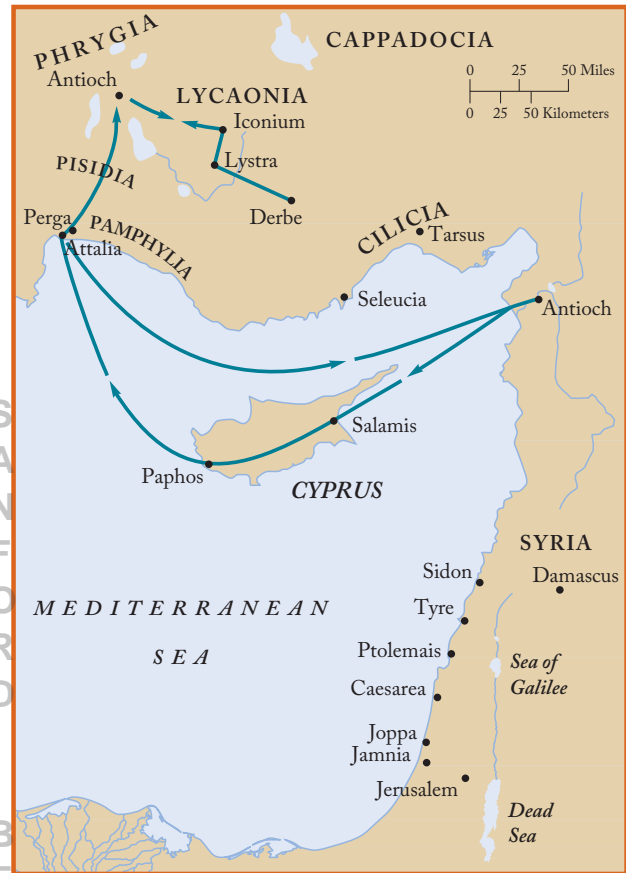 PHRYGIA
CAPPADOCIA
Antioch
0 25 50 Miles
0 25 50 Kilometers
LYCAONIA
Iconium
Lystra
PISIDIA
Derbe
Perga
PAMPHYLIA
Attalia
CILICIA
Tarsus
Seleucia
Antioch
Salamis
Paphos
CYPRUS
SYRIA
Sidon
Damascus
MEDITERRANEAN
SEA
Tyre
Ptolemais
Sea of
Galilee
Caesarea
Joppa
Jamnia
Jerusalem
Dead
Sea